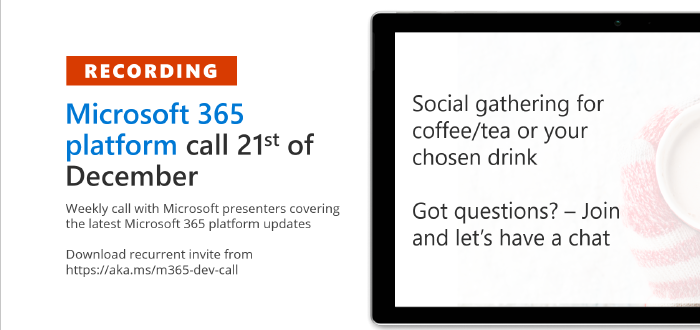 RECORDING
Microsoft 365
platform call 21st of
December
Weekly call with Microsoft presenters covering
the latest Microsoft 365 platform updates
Download recurrent invite from
https://aka.ms/m365-dev-call
Social gathering for
coffee/tea or your
chosen drink
Got questions? – Join
and let's have a chat